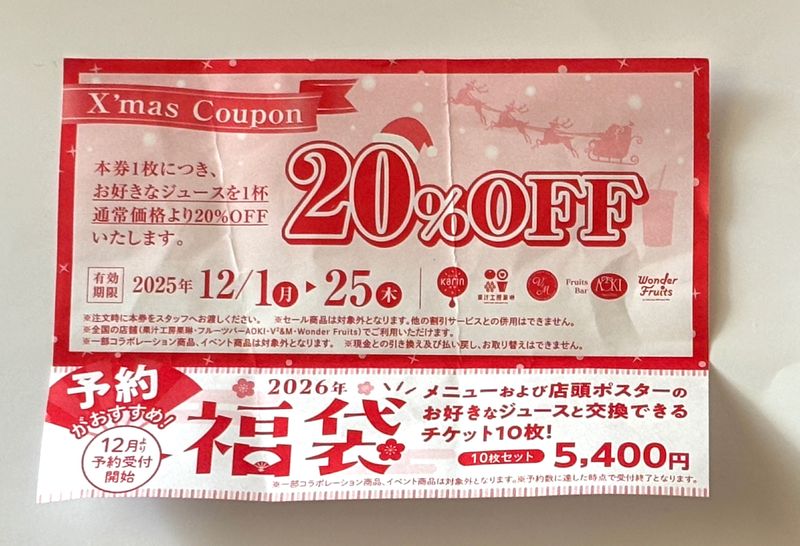 X'mas Coupon
本券1枚につき、
お好きなジュースを1杯
通常価格より20%OFF
いたします。
20%OFF
有効
期限
2025年 12/1月▶25木
karin
果汁工房果琳
V2M
Fruits
Bar
AOKI
Wonder
Fruits
※注文時に本券をスタッフへお渡しください。 ※セール商品は対象外となります。他の割引サービスとの併用はできません。
※全国の店舗(果汁工房果琳・フルーツバーAOKI・V²&M・Wonder Fruits)でご利用いただけます。
※一部コラボレーション商品、イベント商品は対象外となります。 ※現金との引き換え及び払い戻し、お取り替えはできません。
予約
がおすすめ!
12月より
予約受付
開始
2026年
福袋
メニューおよび店頭ポスターの
お好きなジュースと交換できる
チケット10枚!
10枚セット 5,400円
※一部コラボレーション商品、イベント商品は対象外となります。※予約数に達した時点で受付終了となります。